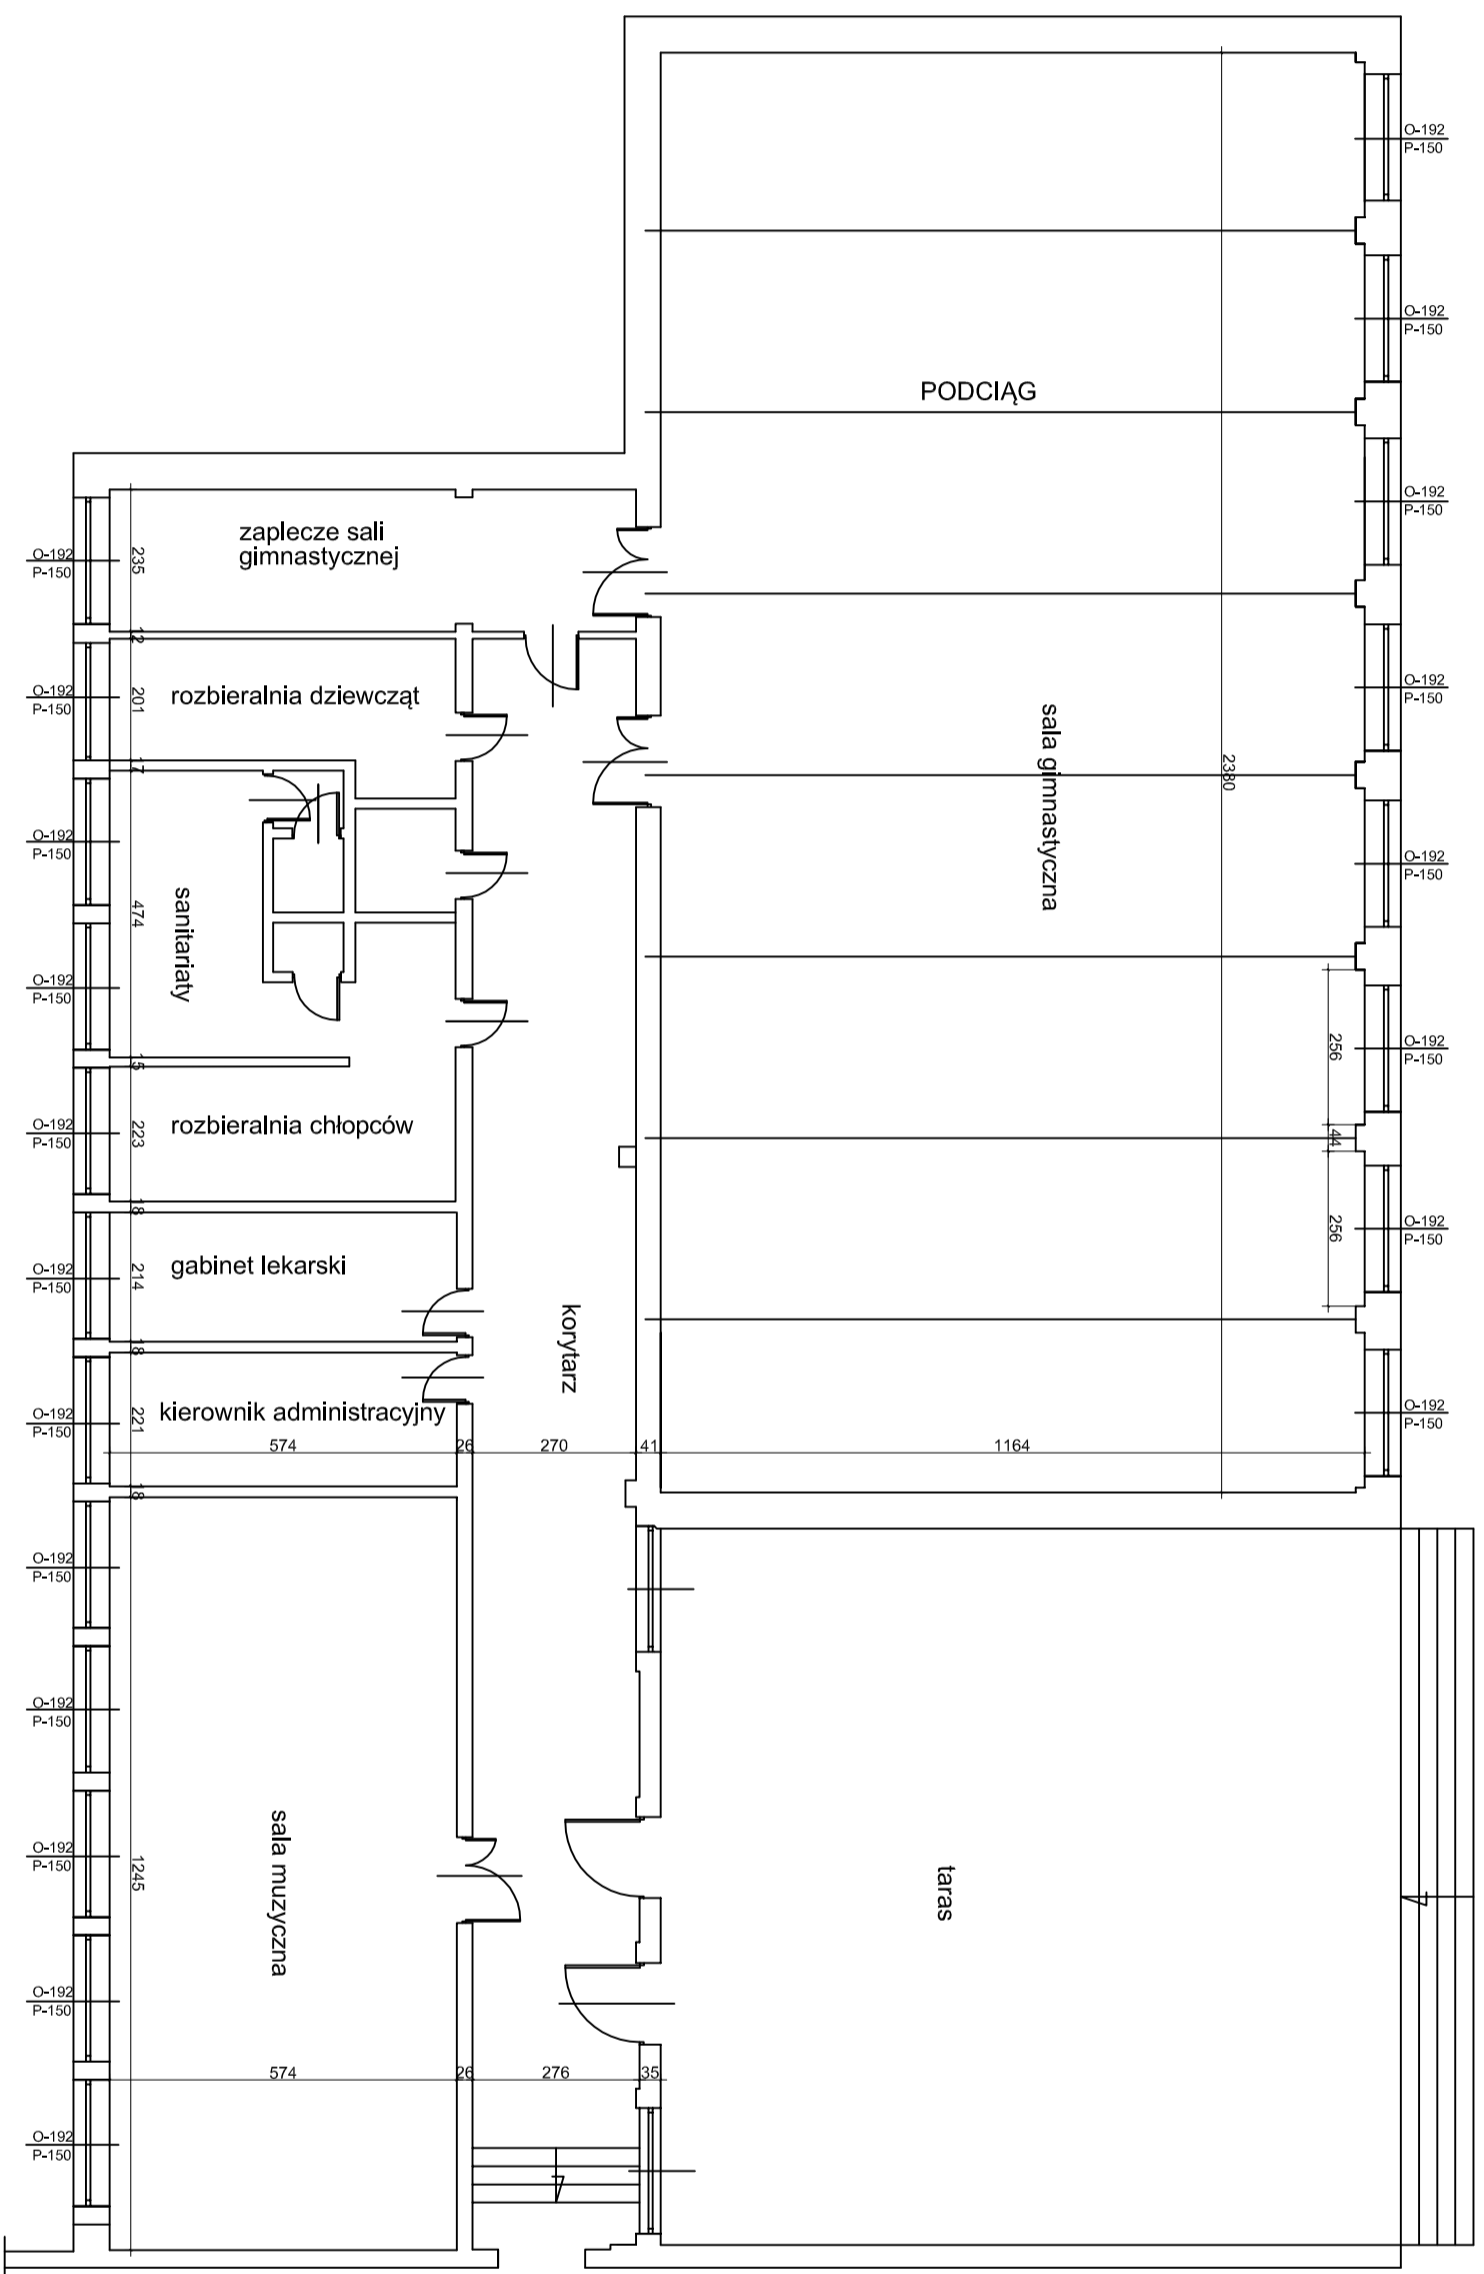 O-192
P-150
O-192
P-150
PODCIĄG
O-192
P-150
zaplecze sali
gimnastycznej
O-192
P-150
235
12
O-192
P-150
rozbieralnia dziewcząt
O-192
P-150
201
sala gimnastyczna
2380
17
O-192
P-150
O-192
P-150
474
sanitariaty
O-192
P-150
256
O-192
P-150
15
rozbieralnia chłopców
O-192
P-150
223
44
18
256
O-192
P-150
gabinet lekarski
O-192
P-150
214
korytarz
18
kierownik administracyjny
O-192
P-150
221
O-192
P-150
574
26
270
41
1164
18
O-192
P-150
O-192
P-150
sala muzyczna
O-192
P-150
1245
taras
O-192
P-150
574
26
276
35
O-192
P-150